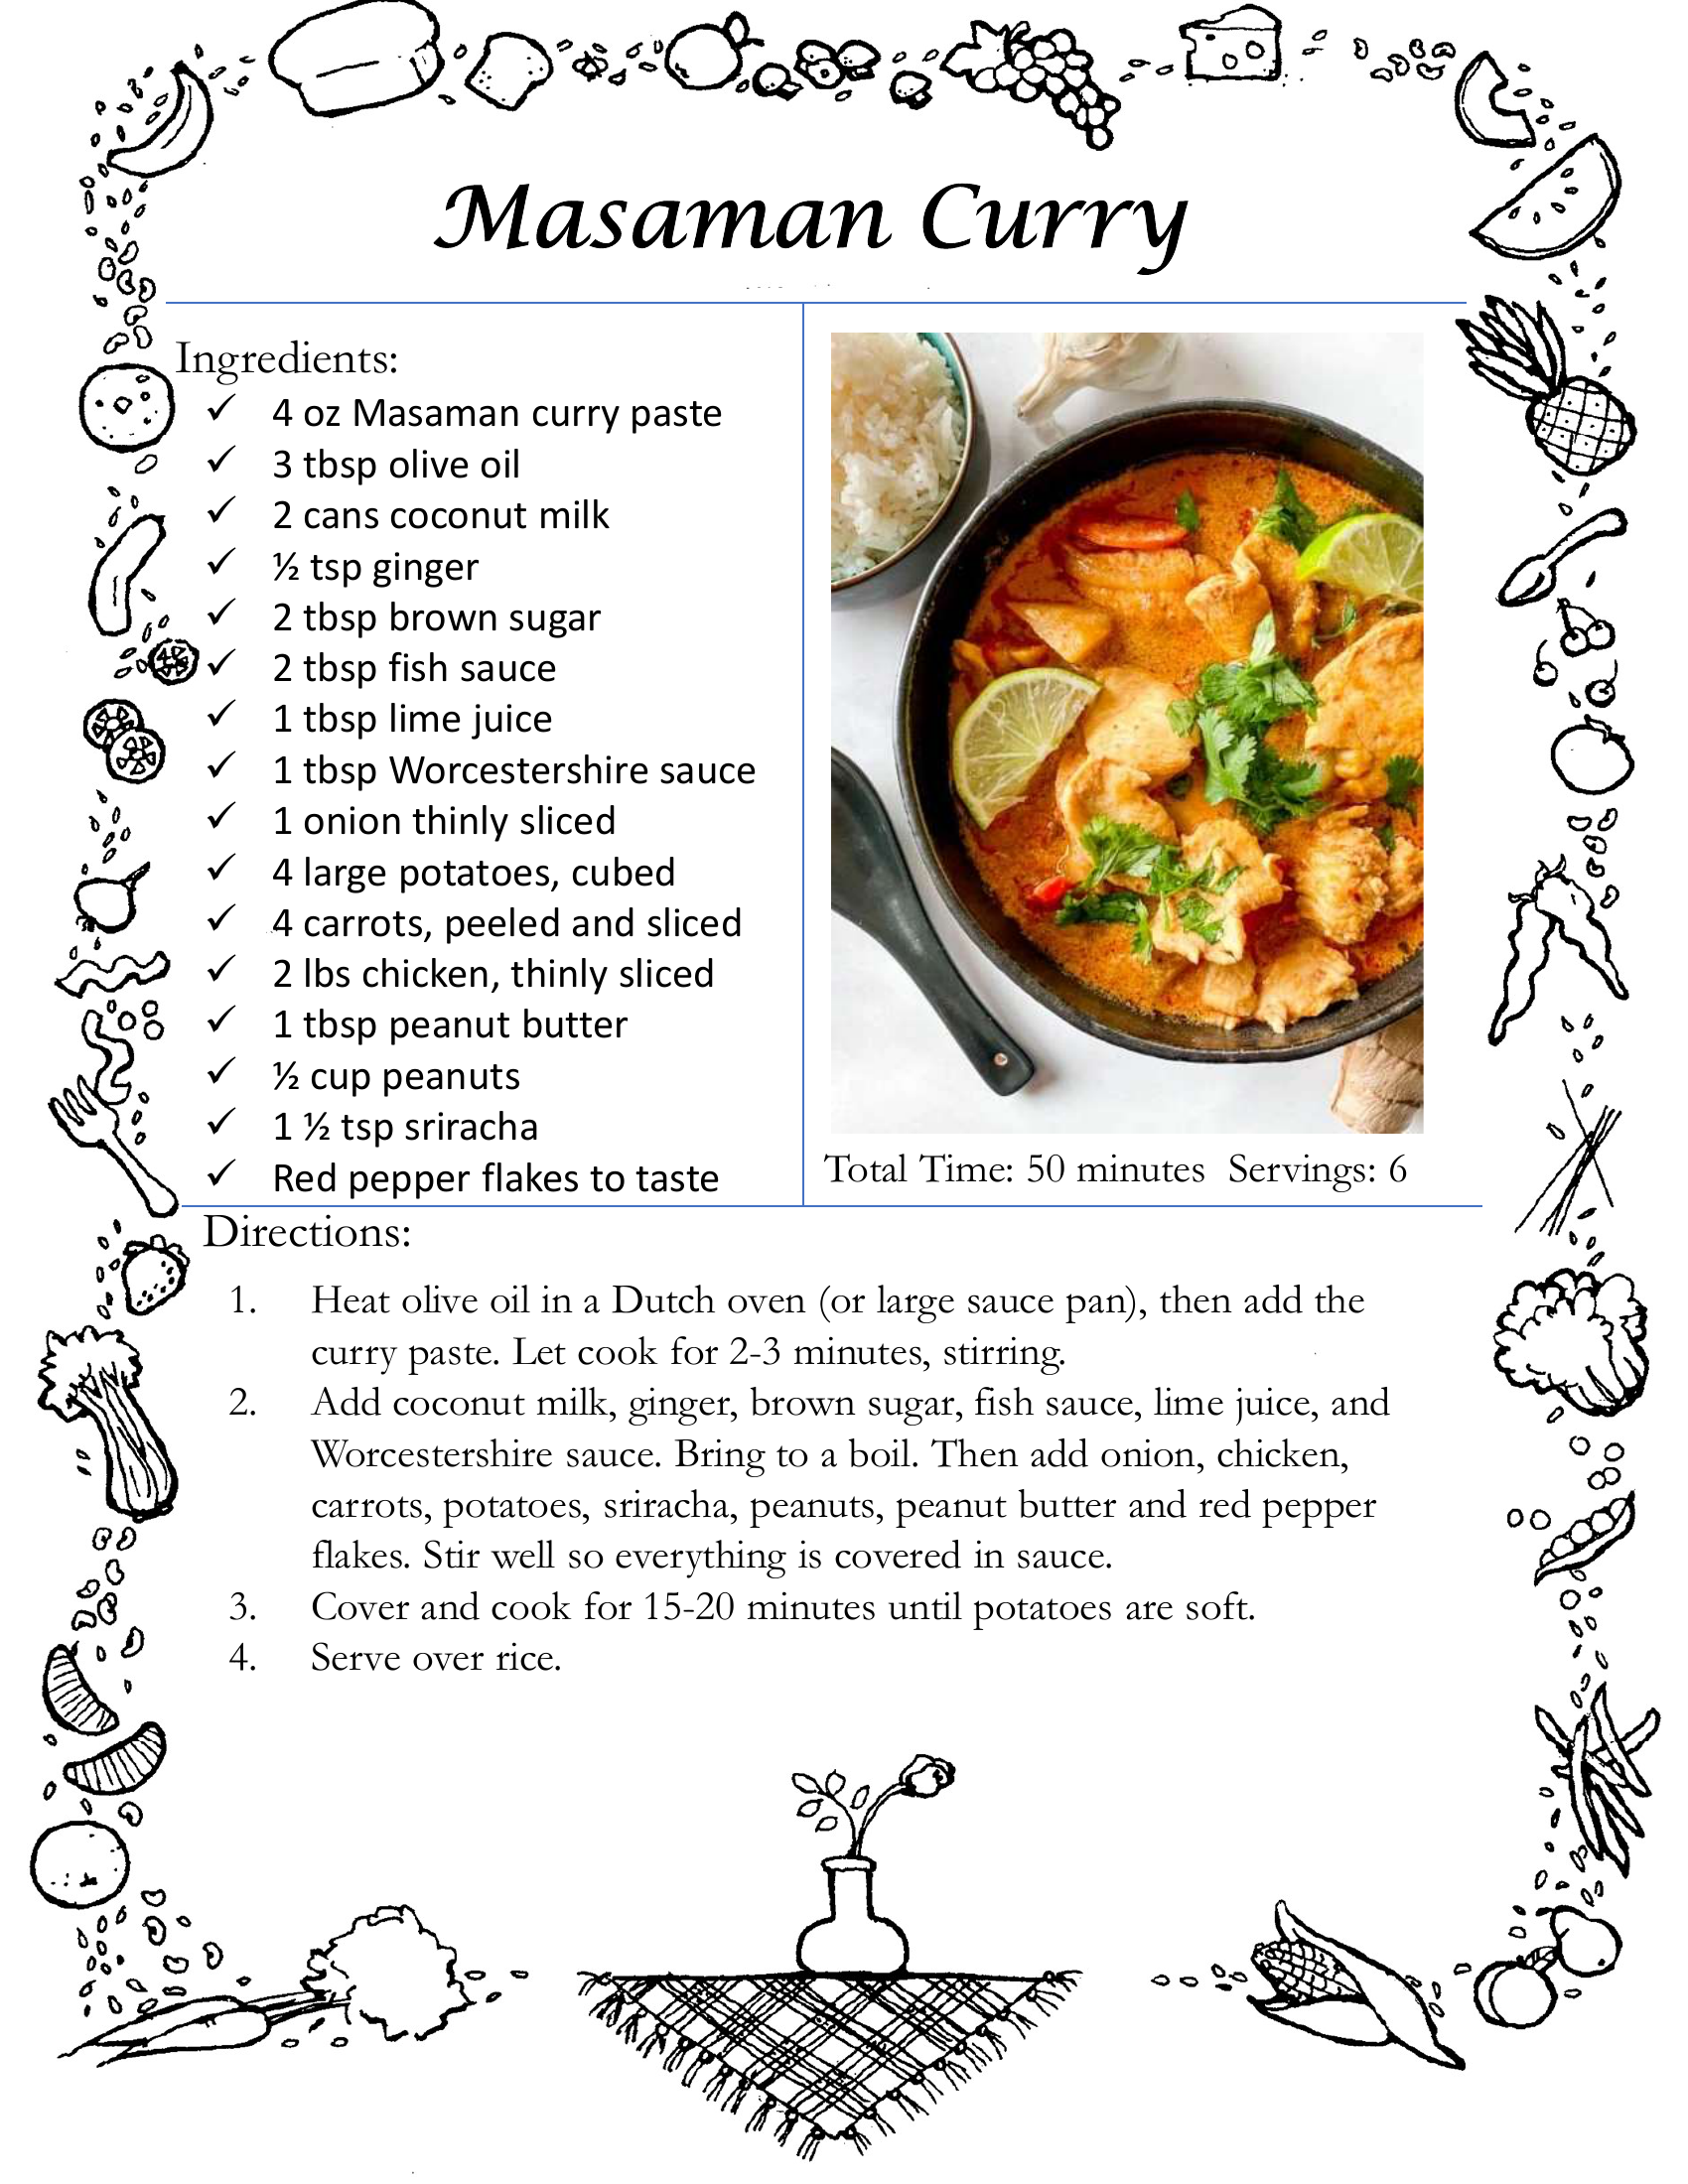 Masaman Curry
Ingredients:
✓ 4 oz Masaman curry paste
✓ 3 tbsp olive oil
✓ 2 cans coconut milk
✓ ½ tsp ginger
✓ 2 tbsp brown sugar
✓ 2 tbsp fish sauce
✓ 1 tbsp lime juice
✓ 1 tbsp Worcestershire sauce
✓ 1 onion thinly sliced
✓ 4 large potatoes, cubed
✓ 4 carrots, peeled and sliced
✓ 2 lbs chicken, thinly sliced
✓ 1 tbsp peanut butter
✓ ½ cup peanuts
✓ 1 ½ tsp sriracha
✓ Red pepper flakes to taste
Total Time: 50 minutes Servings: 6
Directions:
1. Heat olive oil in a Dutch oven (or large sauce pan), then add the
curry paste. Let cook for 2-3 minutes, stirring.
2. Add coconut milk, ginger, brown sugar, fish sauce, lime juice, and
Worcestershire sauce. Bring to a boil. Then add onion, chicken,
carrots, potatoes, sriracha, peanuts, peanut butter and red pepper
flakes. Stir well so everything is covered in sauce.
3. Cover and cook for 15-20 minutes until potatoes are soft.
4. Serve over rice.